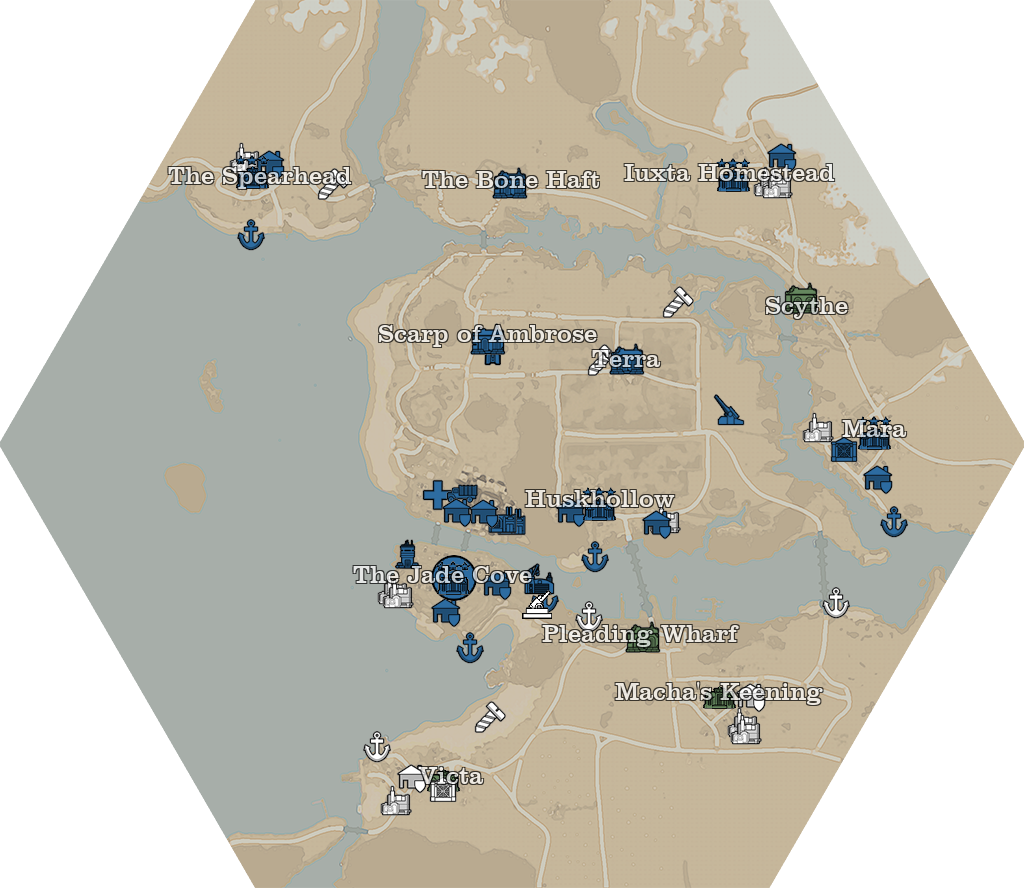 The Spearhead
The Bone Haft
Iuxta Homestead
Scythe
Scarp of Ambrose
Terra
Mara
Huskhollow
The Jade Cove
Pleading Wharf
Macha's Keening
Victa